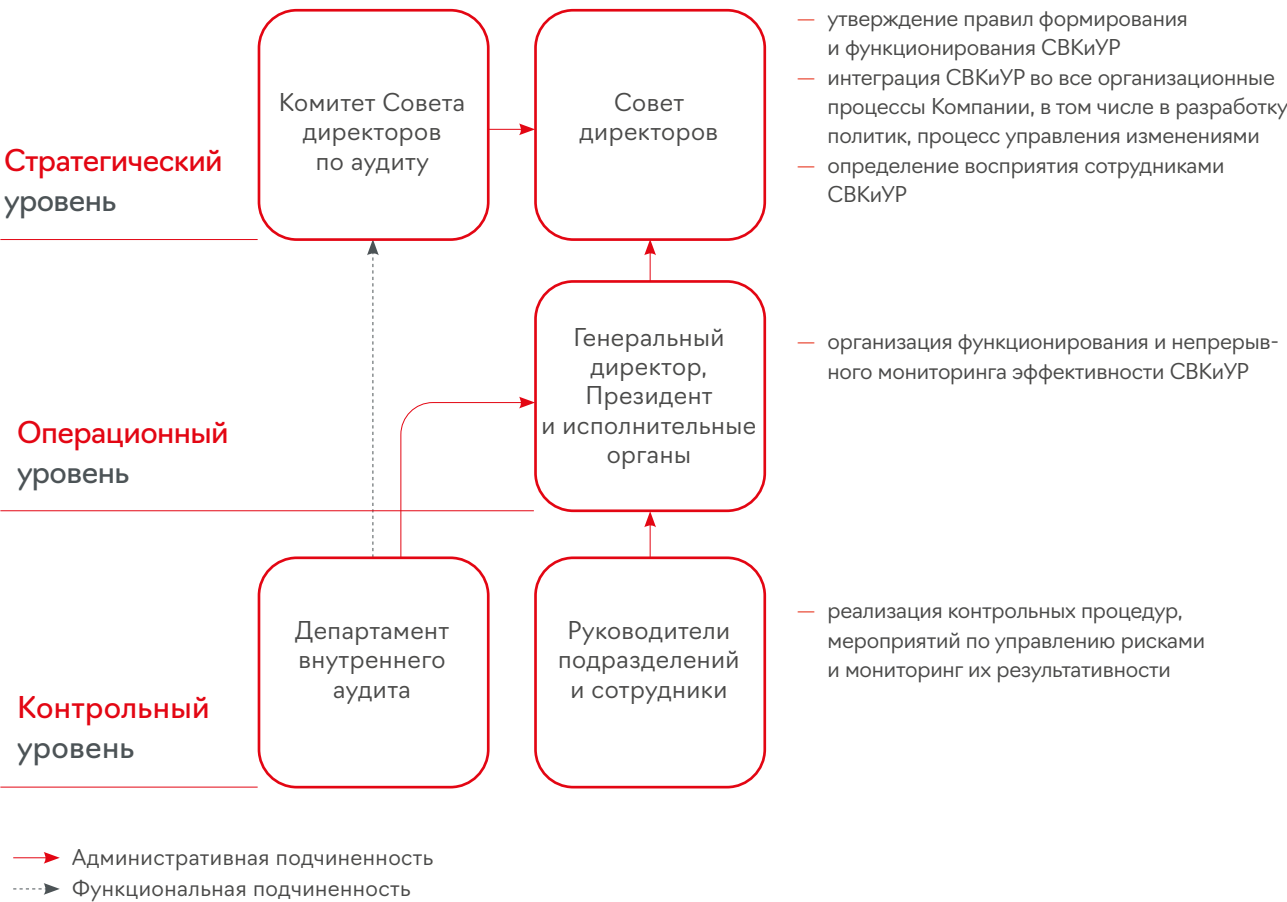 Стратегический
уровень
Комитет Совета
директоров
по аудиту
Совет
директоров
— утверждение правил формирования
и функционирования СВКиУР
— интеграция СВКиУР во все организационные
процессы Компании, в том числе в разработку
политик, процесс управления изменениями
— определение восприятия сотрудниками
СВКиУР
Операционный
уровень
Генеральный
директор,
Президент
и исполнительные
органы
— организация функционирования и непрерыв-
ного мониторинга эффективности СВКиУР
Контрольный
уровень
Департамент
внутреннего
аудита
Руководители
подразделений
и сотрудники
— реализация контрольных процедур,
мероприятий по управлению рисками
и мониторинг их результативности
Административная подчиненность
Функциональная подчиненность